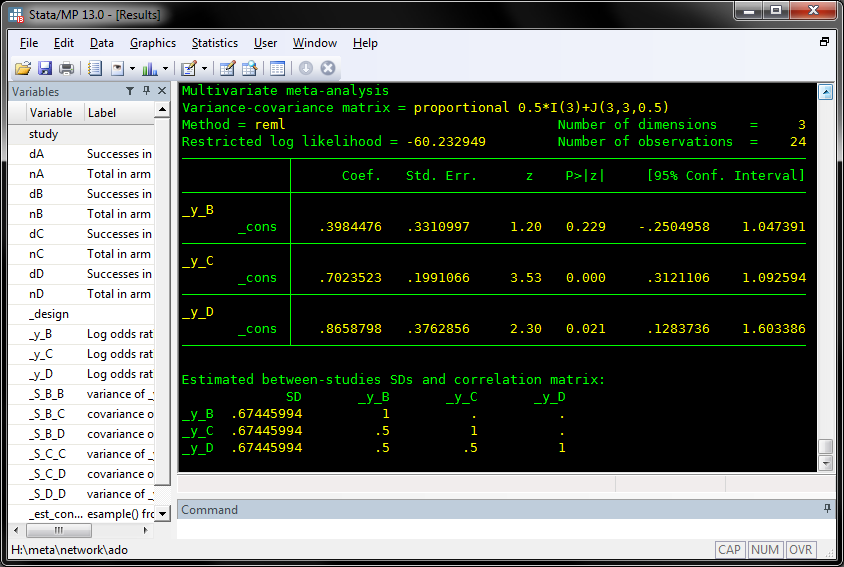 Stata/MP 13.0 - [Results]
File Edit Data Graphics Statistics User Window Help
Variables
Variable Label
study
dA Successes in
nA Total in arm
dB Successes in
nB Total in arm
dC Successes in
nC Total in arm
dD Successes in
nD Total in arm
_design
_y_B Log odds rat
_y_C Log odds rat
_y_D Log odds rat
_S_B_B variance of _
_S_B_C covariance o
_S_B_D covariance o
_S_C_C variance of _
_S_C_D covariance o
_S_D_D variance of _
_est_con... esample() fro
Multivariate meta-analysis
Variance-covariance matrix = proportional 0.5*I(3)+J(3,3,0.5)
Method = reml Number of dimensions = 3
Restricted log likelihood = -60.232949 Number of observations = 24
Coef. Std. Err. z P>|z| [95% Conf. Interval]
_y_B
_cons .3984476 .3310997 1.20 0.229 -.2504958 1.047391
_y_C
_cons .7023523 .1991066 3.53 0.000 .3121106 1.092594
_y_D
_cons .8658798 .3762856 2.30 0.021 .1283736 1.603386
Estimated between-studies SDs and correlation matrix:
SD _y_B _y_C _y_D
_y_B .67445994 1 . .
_y_C .67445994 .5 1 .
_y_D .67445994 .5 .5 1
Command
H:\meta\network\ado
CAP NUM OVR